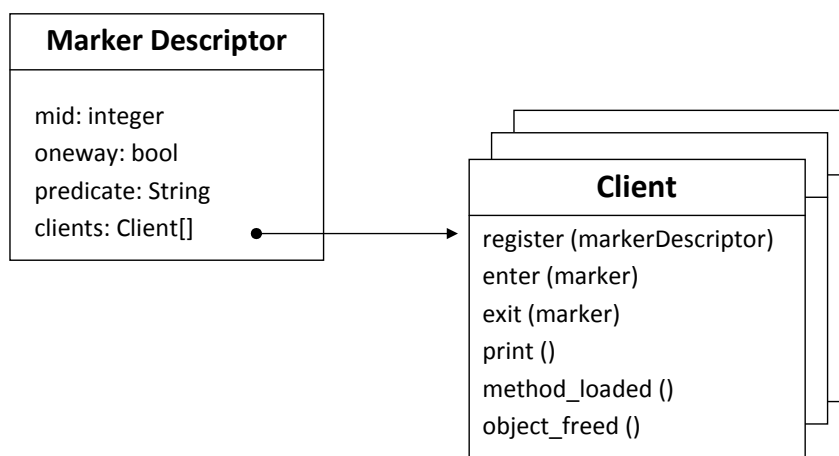 Marker Descriptor
mid: integer
oneway: bool
predicate: String
clients: Client[]
Client
register (markerDescriptor)
enter (marker)
exit (marker)
print ()
method_loaded ()
object_freed ()